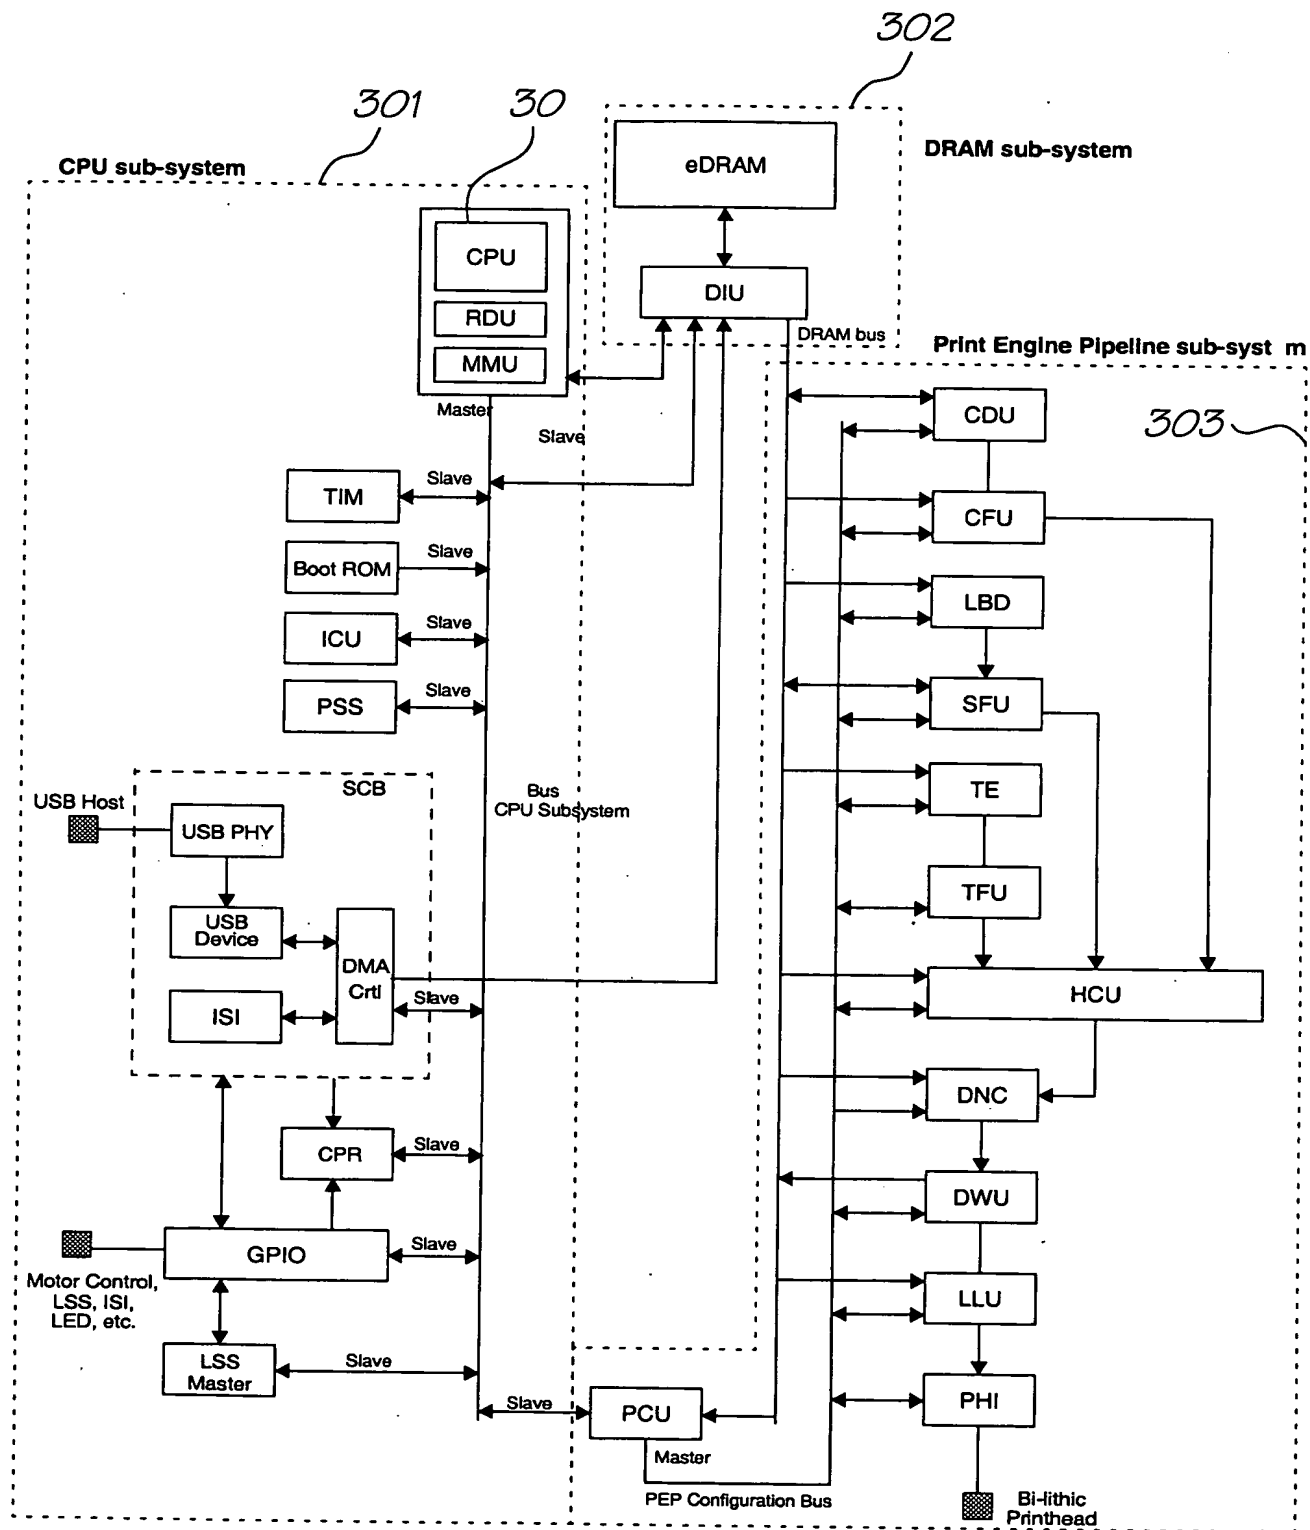 302
301
30
CPU sub-system
eDRAM
DRAM sub-system
CPU
DIU
RDU
DRAM bus
Print Engine Pipeline sub-syst m
MMU
Master
CDU
303
Slave
TIM
Slave
CFU
Boot ROM
Slave
LBD
ICU
Slave
PSS
Slave
SFU
SCB
USB Host
Bus
CPU Subsystem
TE
USB PHY
TFU
USB
Device
DMA
Crtl
HCU
Slave
ISI
DNC
CPR
Slave
DWU
GPIO
Slave
Motor Control,
LSS, ISI,
LED, etc.
LLU
LSS
Master
Slave
Slave
PCU
PHI
Master
PEP Configuration Bus
Bi-lithic
Printhead